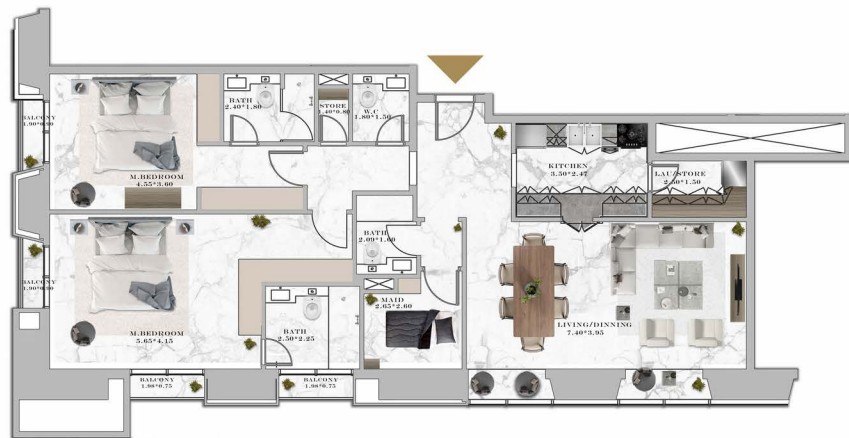 BATH
2.40*1.80
STORE
1.40*0.80
W.C
1.80*1.50
BALCONY
1.90*0.90
M.BEDROOM
4.55*3.60
KITCHEN
3.50*2.47
LAU/STORE
2.50*1.50
BATH
2.09*1.60
BALCONY
1.90*0.90
MAID
2.65*2.60
M.BEDROOM
5.65*4.15
BATH
2.50*2.25
LIVING/DINNING
7.40*3.95
BALCONY
1.98*0.75
BALCONY
1.98*0.75